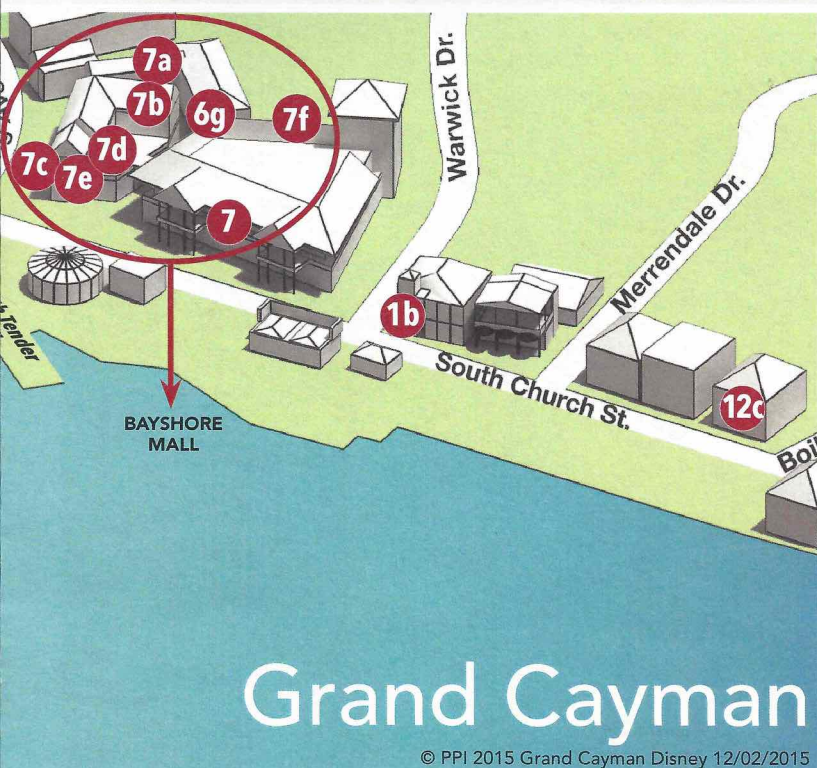 7a
7b
6g
7f
7d
7c
7e
7
Warwick Dr.
Merrendale Dr.
1b
Tender
South Church St.
12c
BAYSHORE
MALL
Grand Cayman
© PPI 2015 Grand Cayman Disney 12/02/2015